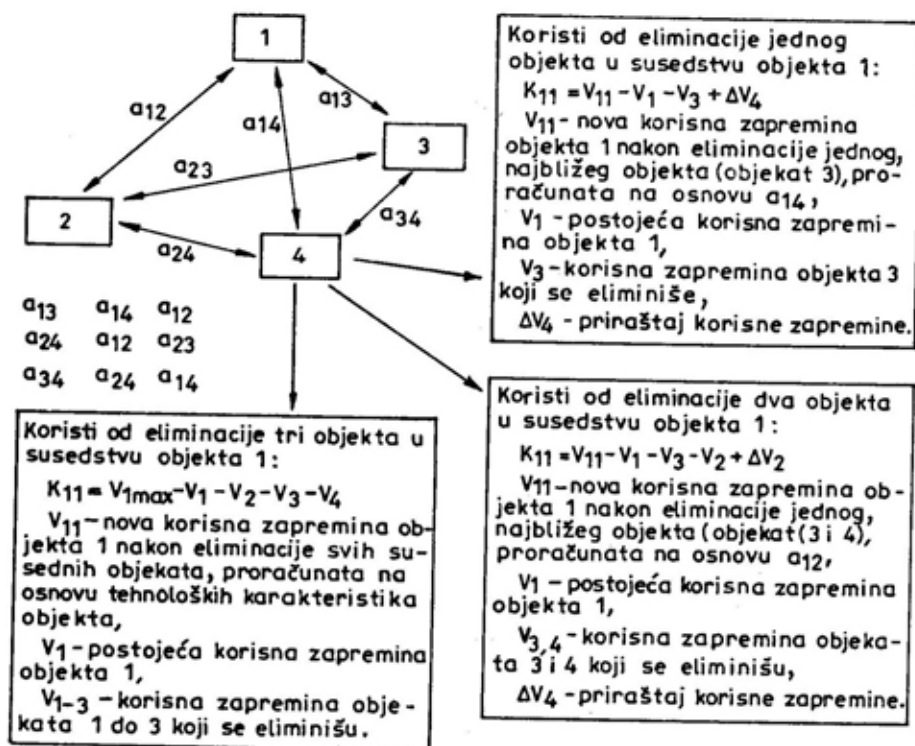 1
a12
a13
a14
3
a23
2
a34
a24
4
a13 a14 a12
a24 a12 a23
a34 a24 a14
Koristi od eliminacije jednog
objekta u susedstvu objekta 1:
K11 = V11 - V1 - V3 + ΔV4
V11 - nova korisna zapremina
objekta 1 nakon eliminacije jednog,
najbližeg objekta (objekat 3), pro-
računata na osnovu a14,
V1 - postojeća korisna zapremi-
na objekta 1,
V3 - korisna zapremina objekta 3
koji se eliminiše,
ΔV4 - priraštaj korisne zapremine.
Koristi od eliminacije tri objekta u
susedstvu objekta 1:
K11 = V1max - V1 - V2 - V3 - V4
V11 - nova korisna zapremina ob-
jekta 1 nakon eliminacije svih su-
sednih objekata, proračunata na
osnovu tehnoloških karakteristika
objekta,
V1 - postojeća korisna zapremina
objekta 1,
V1-3 - korisna zapremina obje-
kata 1 do 3 koji se eliminišu.
Koristi od eliminacije dva objekta
u susedstvu objekta 1:
K11 = V11 - V1 - V3 - V2 + ΔV2
V11 - nova korisna zapremina ob-
jekta 1 nakon eliminacije jednog,
najbližeg objekta (objekat (3 i 4),
proračunata na osnovu a12,
V1 - postojeća korisna zapremina
objekta 1,
V3,4 - korisna zapremina objeka-
ta 3 i 4 koji se eliminišu,
ΔV4 - priraštaj korisne zapremine.